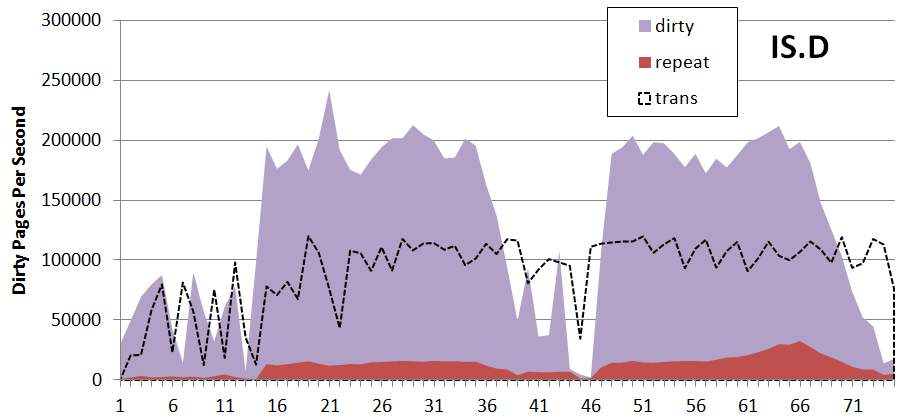 300000
250000
200000
150000
100000
50000
0
Dirty Pages Per Second
dirty
repeat
trans
IS.D
1 6 11 16 21 26 31 36 41 46 51 56 61 66 71